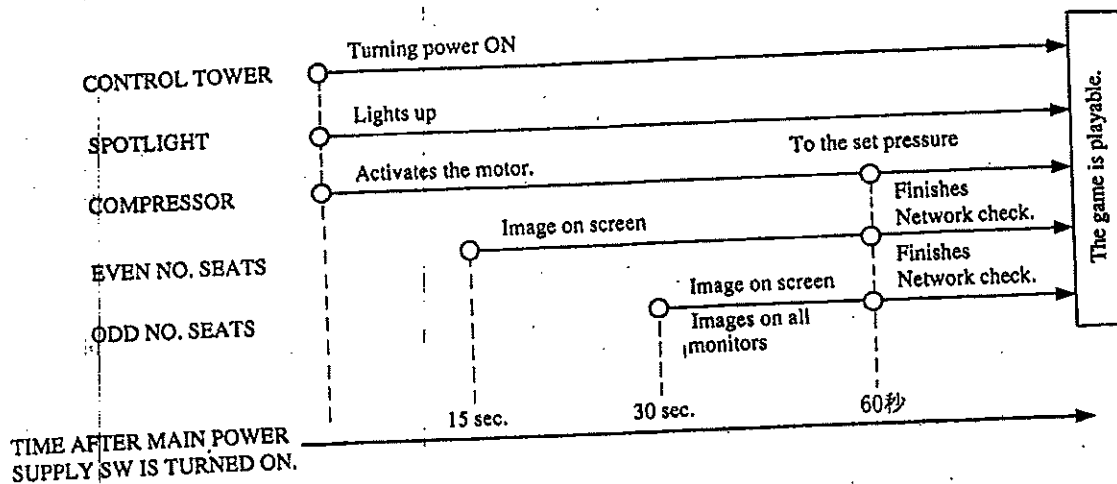 Turning power ON
CONTROL TOWER
Lights up
SPOTLIGHT
To the set pressure
Activates the motor.
COMPRESSOR
Finishes
Network check.
Image on screen
EVEN NO. SEATS
Finishes
Network check.
Image on screen
ODD NO. SEATS
Images on all
monitors
The game is playable.
15 sec.
30 sec.
60秒
TIME AFTER MAIN POWER
SUPPLY SW IS TURNED ON.